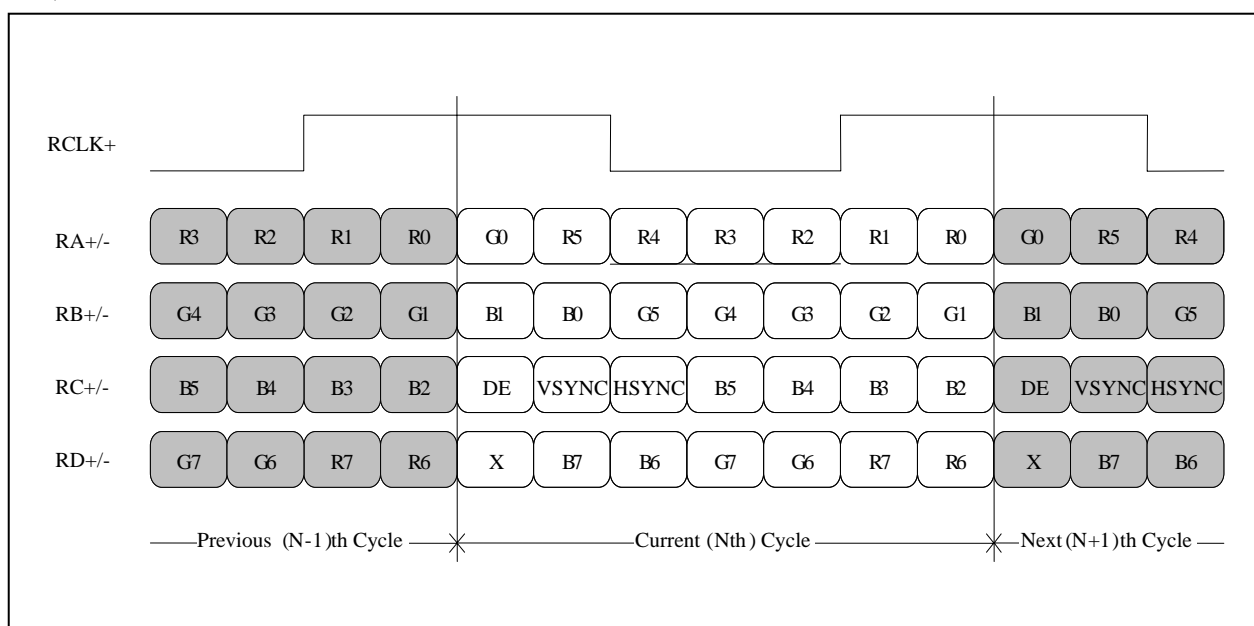 RCLK+
RA+/- R3 R2 R1 R0 G0 R5 R4 R3 R2 R1 R0 G0 R5 R4
RB+/- G4 G3 G2 G1 B1 B0 G5 G4 G3 G2 G1 B1 B0 G5
RC+/- B5 B4 B3 B2 DE VSYNC HSYNC B5 B4 B3 B2 DE VSYNC HSYNC
RD+/- G7 G6 R7 R6 X B7 B6 G7 G6 R7 R6 X B7 B6
Previous (N-1)th Cycle Current (Nth) Cycle Next (N+1)th Cycle